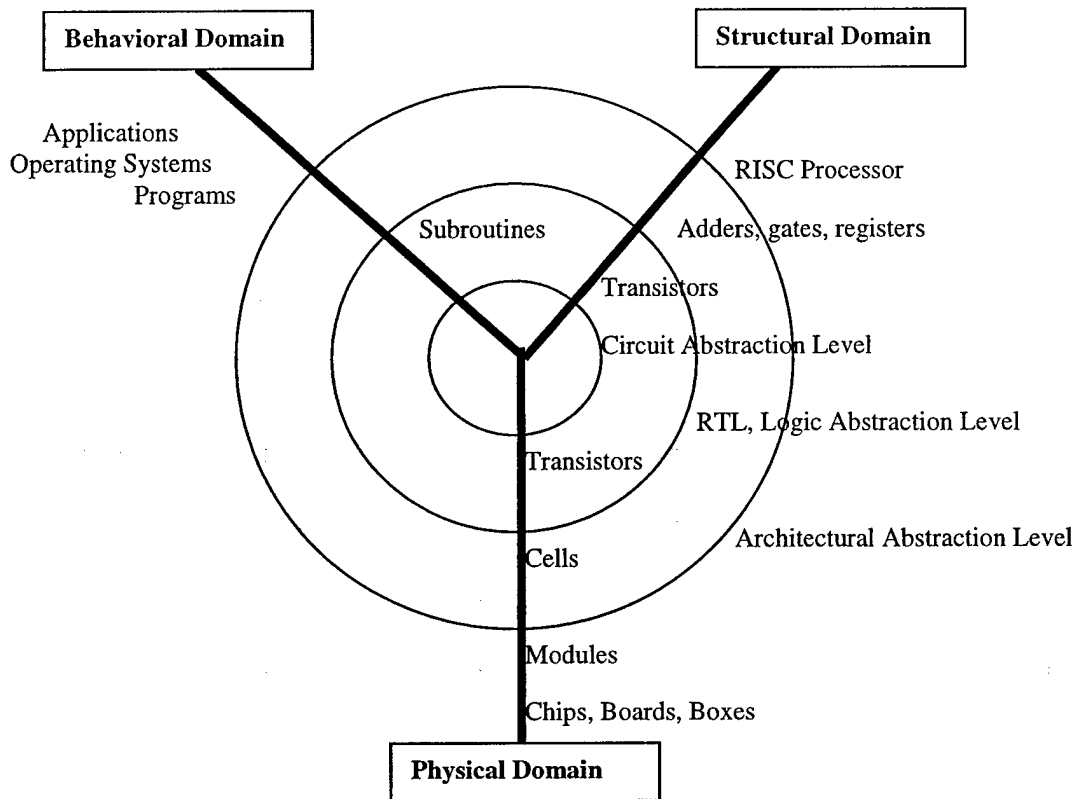 Behavioral Domain
Structural Domain
Applications
Operating Systems
Programs
RISC Processor
Subroutines
Adders, gates, registers
Transistors
Circuit Abstraction Level
RTL, Logic Abstraction Level
Transistors
Architectural Abstraction Level
Cells
Modules
Chips, Boards, Boxes
Physical Domain